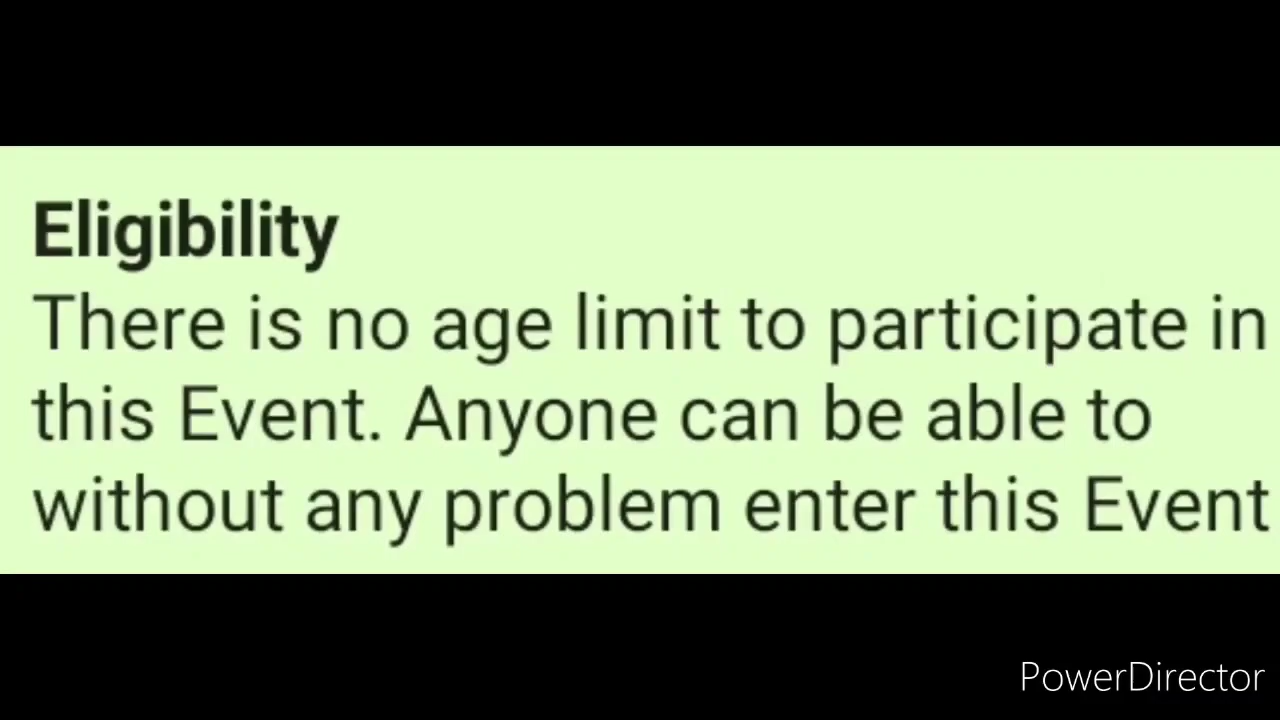 Eligibility
There is no age limit to participate in
this Event. Anyone can be able to
without any problem enter this Event
PowerDirector